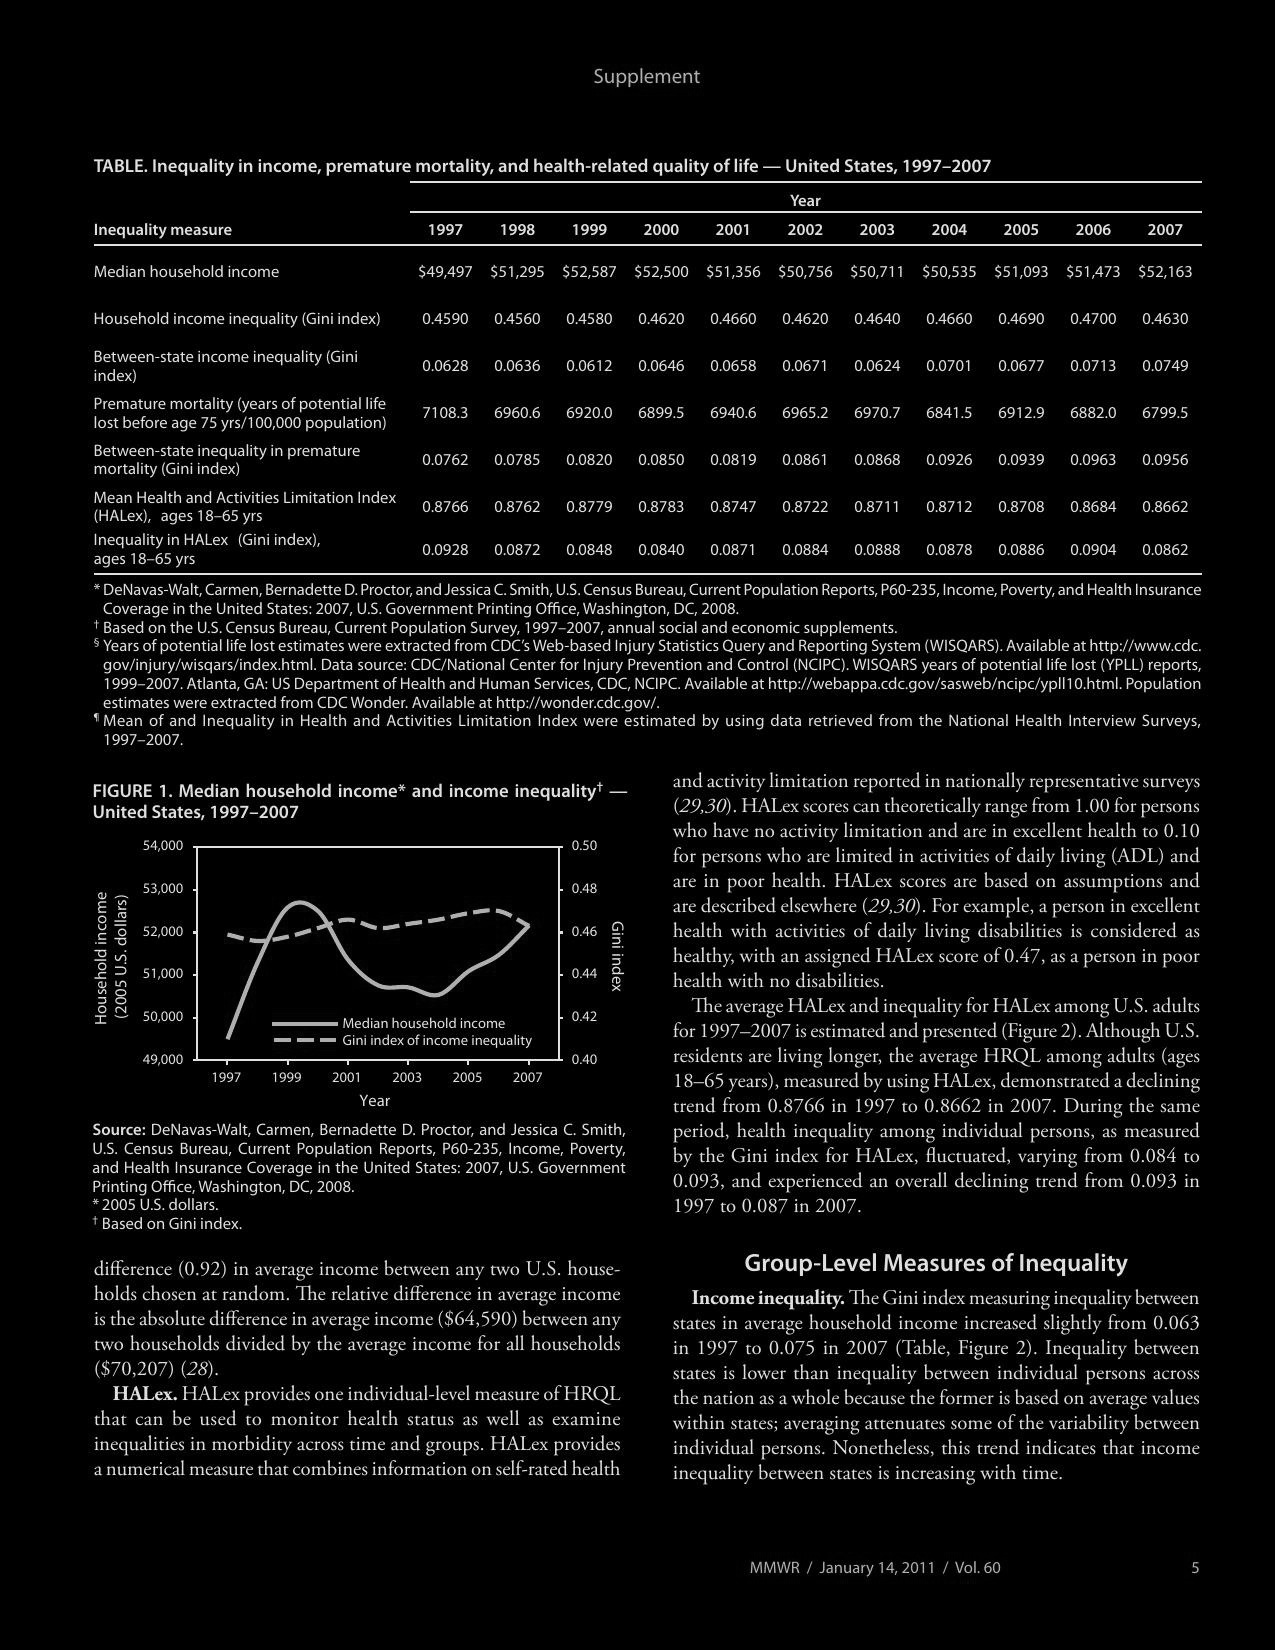 Supplement
TABLE. Inequality in income, premature mortality, and health-related quality of life — United States, 1997–2007
Year
Inequality measure 1997 1998 1999 2000 2001 2002 2003 2004 2005 2006 2007
Median household income $49,497 $51,295 $52,587 $52,500 $51,356 $50,756 $50,711 $50,535 $51,093 $51,473 $52,163
Household income inequality (Gini index) 0.4590 0.4560 0.4580 0.4620 0.4660 0.4620 0.4640 0.4660 0.4690 0.4700 0.4630
Between-state income inequality (Gini
index) 0.0628 0.0636 0.0612 0.0646 0.0658 0.0671 0.0624 0.0701 0.0677 0.0713 0.0749
Premature mortality (years of potential life
lost before age 75 yrs/100,000 population) 7108.3 6960.6 6920.0 6899.5 6940.6 6965.2 6970.7 6841.5 6912.9 6882.0 6799.5
Between-state inequality in premature
mortality (Gini index) 0.0762 0.0785 0.0820 0.0850 0.0819 0.0861 0.0868 0.0926 0.0939 0.0963 0.0956
Mean Health and Activities Limitation Index
(HALex), ages 18–65 yrs 0.8766 0.8762 0.8779 0.8783 0.8747 0.8722 0.8711 0.8712 0.8708 0.8684 0.8662
Inequality in HALex (Gini index),
ages 18–65 yrs 0.0928 0.0872 0.0848 0.0840 0.0871 0.0884 0.0888 0.0878 0.0886 0.0904 0.0862
* DeNavas-Walt, Carmen, Bernadette D. Proctor, and Jessica C. Smith, U.S. Census Bureau, Current Population Reports, P60-235, Income, Poverty, and Health Insurance
Coverage in the United States: 2007, U.S. Government Printing Office, Washington, DC, 2008.
† Based on the U.S. Census Bureau, Current Population Survey, 1997–2007, annual social and economic supplements.
§ Years of potential life lost estimates were extracted from CDC’s Web-based Injury Statistics Query and Reporting System (WISQARS). Available at http://www.cdc.
gov/injury/wisqars/index.html. Data source: CDC/National Center for Injury Prevention and Control (NCIPC). WISQARS years of potential life lost (YPLL) reports,
1999–2007. Atlanta, GA: US Department of Health and Human Services, CDC, NCIPC. Available at http://webappa.cdc.gov/sasweb/ncipc/ypll10.html. Population
estimates were extracted from CDC Wonder. Available at http://wonder.cdc.gov/.
¶ Mean of and Inequality in Health and Activities Limitation Index were estimated by using data retrieved from the National Health Interview Surveys,
1997–2007.
FIGURE 1. Median household income* and income inequality† —
United States, 1997–2007
54,000
53,000
52,000
51,000
50,000
49,000
Household income
(2005 U.S. dollars)
0.50
0.48
0.46
0.44
0.42
0.40
Gini index
Median household income
Gini index of income inequality
1997 1999 2001 2003 2005 2007
Year
Source: DeNavas-Walt, Carmen, Bernadette D. Proctor, and Jessica C. Smith,
U.S. Census Bureau, Current Population Reports, P60-235, Income, Poverty,
and Health Insurance Coverage in the United States: 2007, U.S. Government
Printing Office, Washington, DC, 2008.
* 2005 U.S. dollars.
† Based on Gini index.
difference (0.92) in average income between any two U.S. house-
holds chosen at random. The relative difference in average income
is the absolute difference in average income ($64,590) between any
two households divided by the average income for all households
($70,207) (28).
HALex. HALex provides one individual-level measure of HRQL
that can be used to monitor health status as well as examine
inequalities in morbidity across time and groups. HALex provides
a numerical measure that combines information on self-rated health
and activity limitation reported in nationally representative surveys
(29,30). HALex scores can theoretically range from 1.00 for persons
who have no activity limitation and are in excellent health to 0.10
for persons who are limited in activities of daily living (ADL) and
are in poor health. HALex scores are based on assumptions and
are described elsewhere (29,30). For example, a person in excellent
health with activities of daily living disabilities is considered as
healthy, with an assigned HALex score of 0.47, as a person in poor
health with no disabilities.
The average HALex and inequality for HALex among U.S. adults
for 1997–2007 is estimated and presented (Figure 2). Although U.S.
residents are living longer, the average HRQL among adults (ages
18–65 years), measured by using HALex, demonstrated a declining
trend from 0.8766 in 1997 to 0.8662 in 2007. During the same
period, health inequality among individual persons, as measured
by the Gini index for HALex, fluctuated, varying from 0.084 to
0.093, and experienced an overall declining trend from 0.093 in
1997 to 0.087 in 2007.
Group-Level Measures of Inequality
Income inequality. The Gini index measuring inequality between
states in average household income increased slightly from 0.063
in 1997 to 0.075 in 2007 (Table, Figure 2). Inequality between
states is lower than inequality between individual persons across
the nation as a whole because the former is based on average values
within states; averaging attenuates some of the variability between
individual persons. Nonetheless, this trend indicates that income
inequality between states is increasing with time.
MMWR / January 14, 2011 / Vol. 60 5